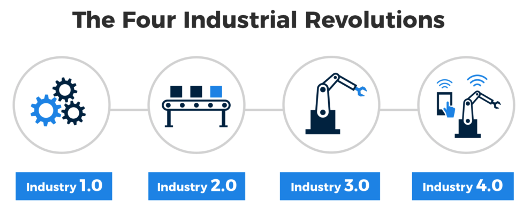 The Four Industrial Revolutions
Industry 1.0
Industry 2.0
Industry 3.0
Industry 4.0